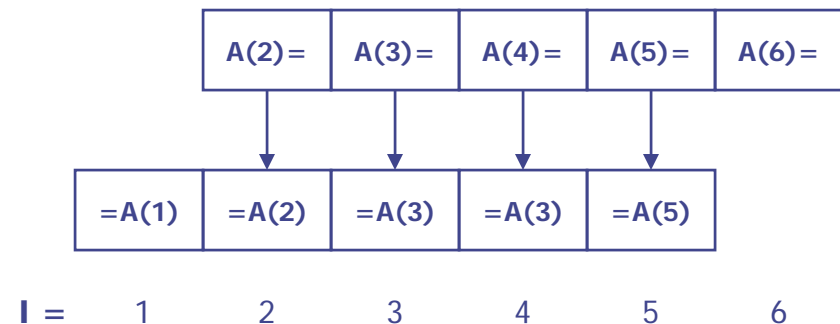 A(2)= A(3)= A(4)= A(5)= A(6)=
=A(1) =A(2) =A(3) =A(3) =A(5)
I = 1 2 3 4 5 6